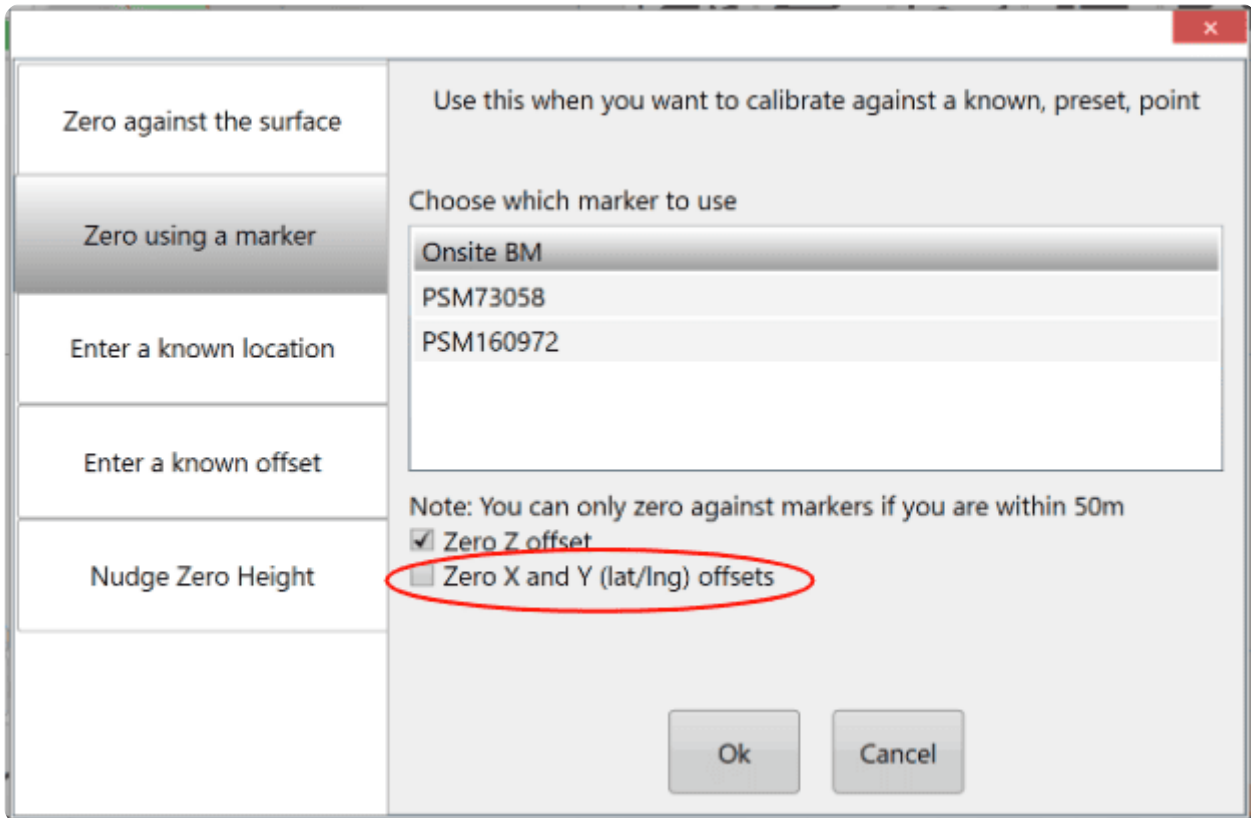 Zero against the surface
Zero using a marker
Enter a known location
Enter a known offset
Nudge Zero Height
Use this when you want to calibrate against a known, preset, point
Choose which marker to use
Onsite BM
PSM73058
PSM160972
Note: You can only zero against markers if you are within 50m
Zero Z offset
Zero X and Y (lat/lng) offsets
Ok
Cancel